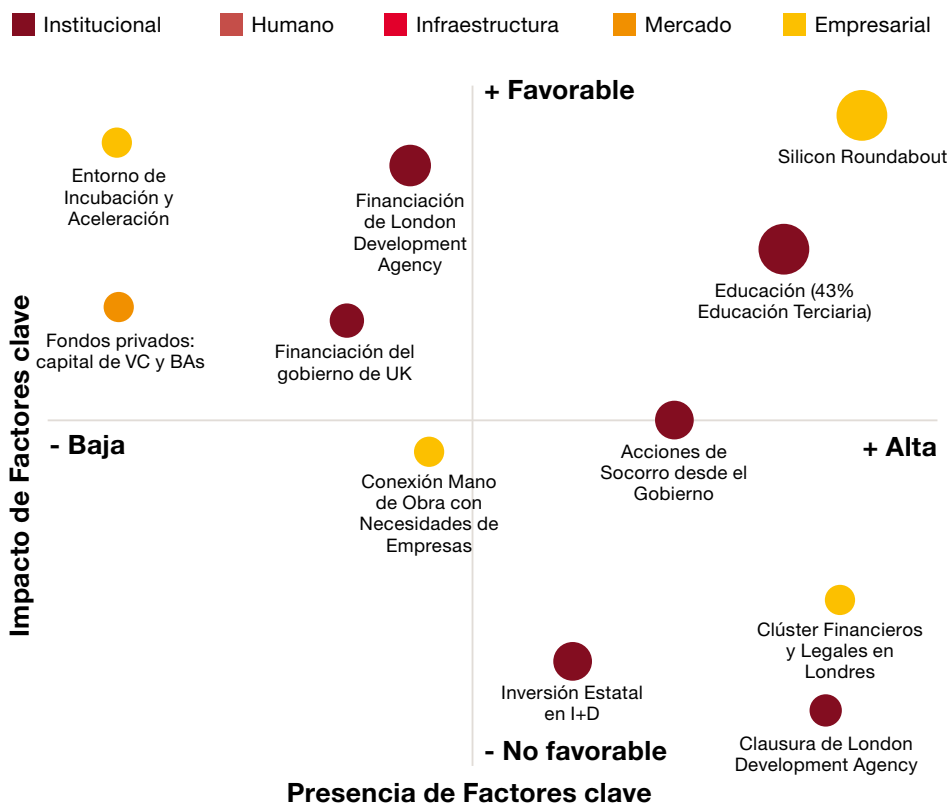 Institucional
Humano
Infraestructura
Mercado
Empresarial
+ Favorable
Silicon Roundabout
Entorno de
Incubación y
Aceleración
Financiación
de London
Development
Agency
Educación (43%
Educación Terciaria)
Fondos privados:
capital de VC y BAs
Financiación del
gobierno de UK
Impacto de Factores clave
- Baja
+ Alta
Conexión Mano
de Obra con
Necesidades de
Empresas
Acciones de
Socorro desde el
Gobierno
Clúster Financieros
y Legales en
Londres
Inversión Estatal
en I+D
Clausura de London
Development Agency
- No favorable
Presencia de Factores clave